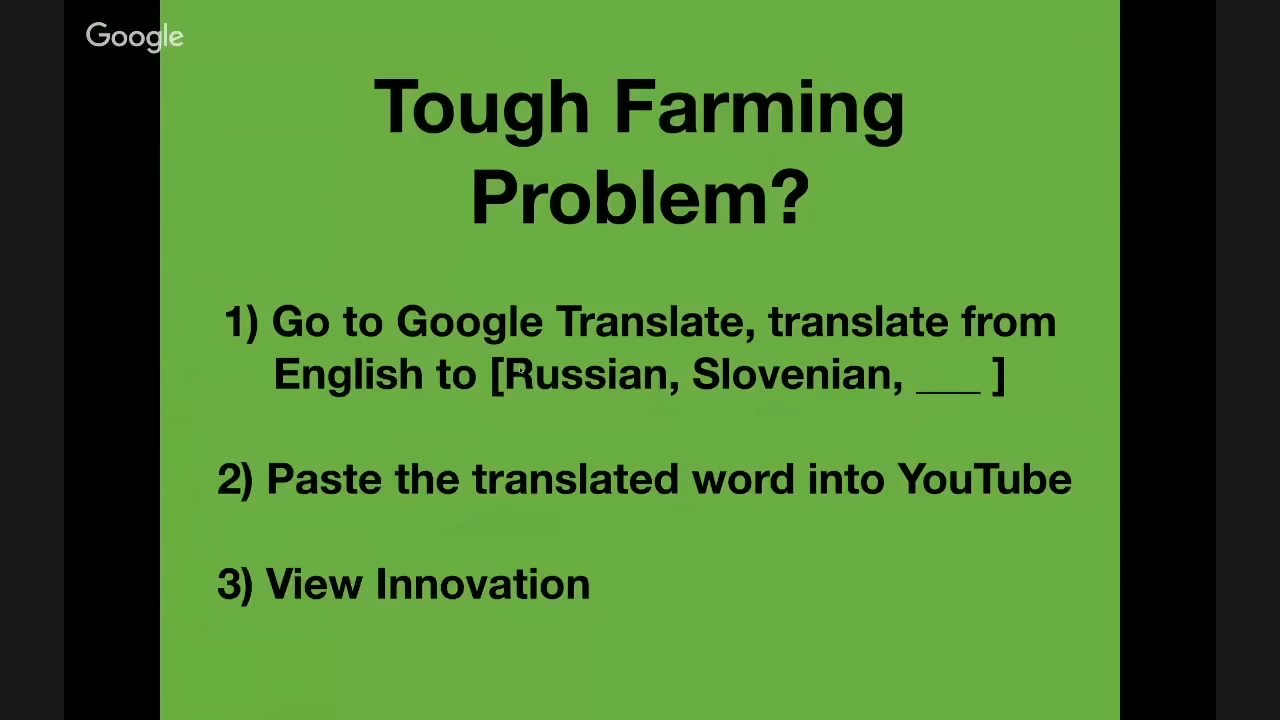 Google
Tough Farming
Problem?
1) Go to Google Translate, translate from
English to [Russian, Slovenian, ___ ]
2) Paste the translated word into YouTube
3) View Innovation